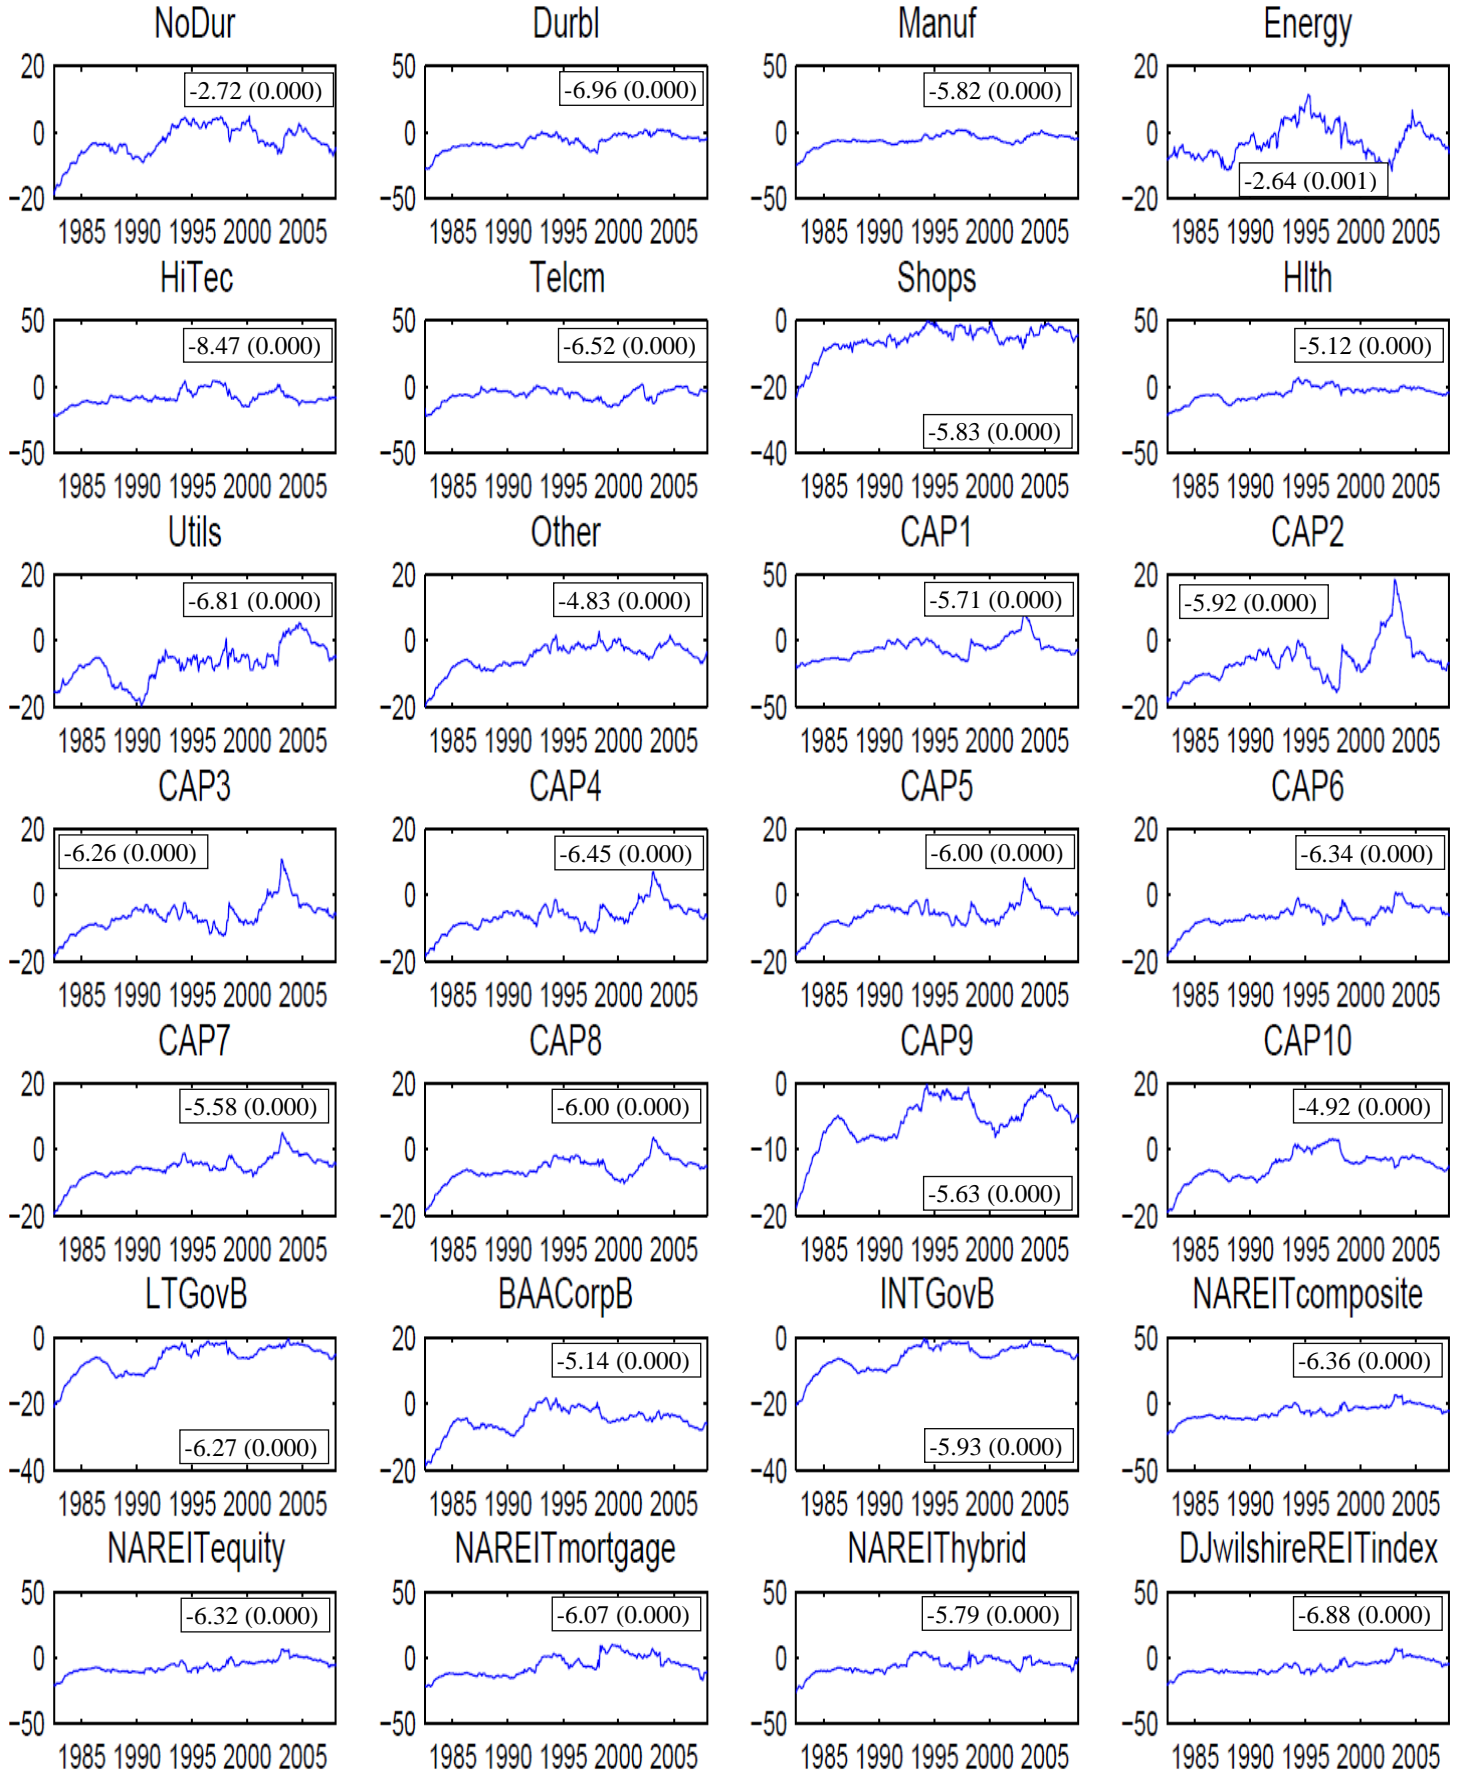 NoDur Durbl Manuf Energy
20 50 50 20
-2.72 (0.000) -6.96 (0.000) -5.82 (0.000)
0 0 0 0
-2.64 (0.001)
−20 −50 −50 −20
1985 1990 1995 2000 2005 1985 1990 1995 2000 2005 1985 1990 1995 2000 2005 1985 1990 1995 2000 2005
HiTec Telcm Shops Hlth
50 50 0 50
-8.47 (0.000) -6.52 (0.000) -5.12 (0.000)
0 0 −20 0
-5.83 (0.000)
−50 −50 −40 −50
1985 1990 1995 2000 2005 1985 1990 1995 2000 2005 1985 1990 1995 2000 2005 1985 1990 1995 2000 2005
Utils Other CAP1 CAP2
20 20 50 20
-6.81 (0.000) -4.83 (0.000) -5.71 (0.000) -5.92 (0.000)
0 0 0 0
−20 −20 −50 −20
1985 1990 1995 2000 2005 1985 1990 1995 2000 2005 1985 1990 1995 2000 2005 1985 1990 1995 2000 2005
CAP3 CAP4 CAP5 CAP6
20 20 20 20
-6.26 (0.000) -6.45 (0.000) -6.00 (0.000) -6.34 (0.000)
0 0 0 0
−20 −20 −20 −20
1985 1990 1995 2000 2005 1985 1990 1995 2000 2005 1985 1990 1995 2000 2005 1985 1990 1995 2000 2005
CAP7 CAP8 CAP9 CAP10
20 20 0 20
-5.58 (0.000) -6.00 (0.000) -4.92 (0.000)
0 0 −10 0
-5.63 (0.000)
−20 −20 −20 −20
1985 1990 1995 2000 2005 1985 1990 1995 2000 2005 1985 1990 1995 2000 2005 1985 1990 1995 2000 2005
LTGovB BAACorpB INTGovB NAREITcomposite
0 20 0 50
-5.14 (0.000) -6.36 (0.000)
−20 0 −20 0
-6.27 (0.000) -5.93 (0.000)
−40 −20 −40 −50
1985 1990 1995 2000 2005 1985 1990 1995 2000 2005 1985 1990 1995 2000 2005 1985 1990 1995 2000 2005
NAREITequity NAREITmortgage NAREIThybrid DJwilshireREITindex
50 50 50 50
-6.32 (0.000) -6.07 (0.000) -5.79 (0.000) -6.88 (0.000)
0 0 0 0
−50 −50 −50 −50
1985 1990 1995 2000 2005 1985 1990 1995 2000 2005 1985 1990 1995 2000 2005 1985 1990 1995 2000 2005